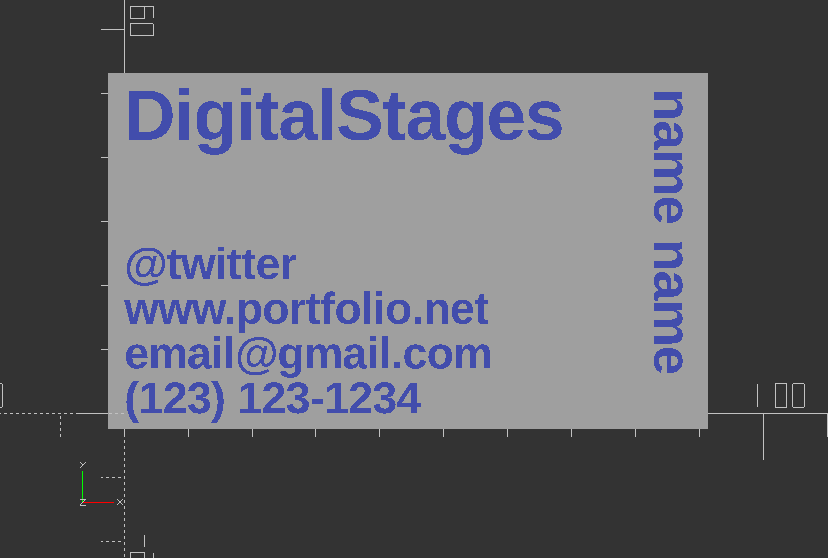 DigitalStages
name name
@twitter
www.portfolio.net
email@gmail.com
(123) 123-1234
Y
Z
X